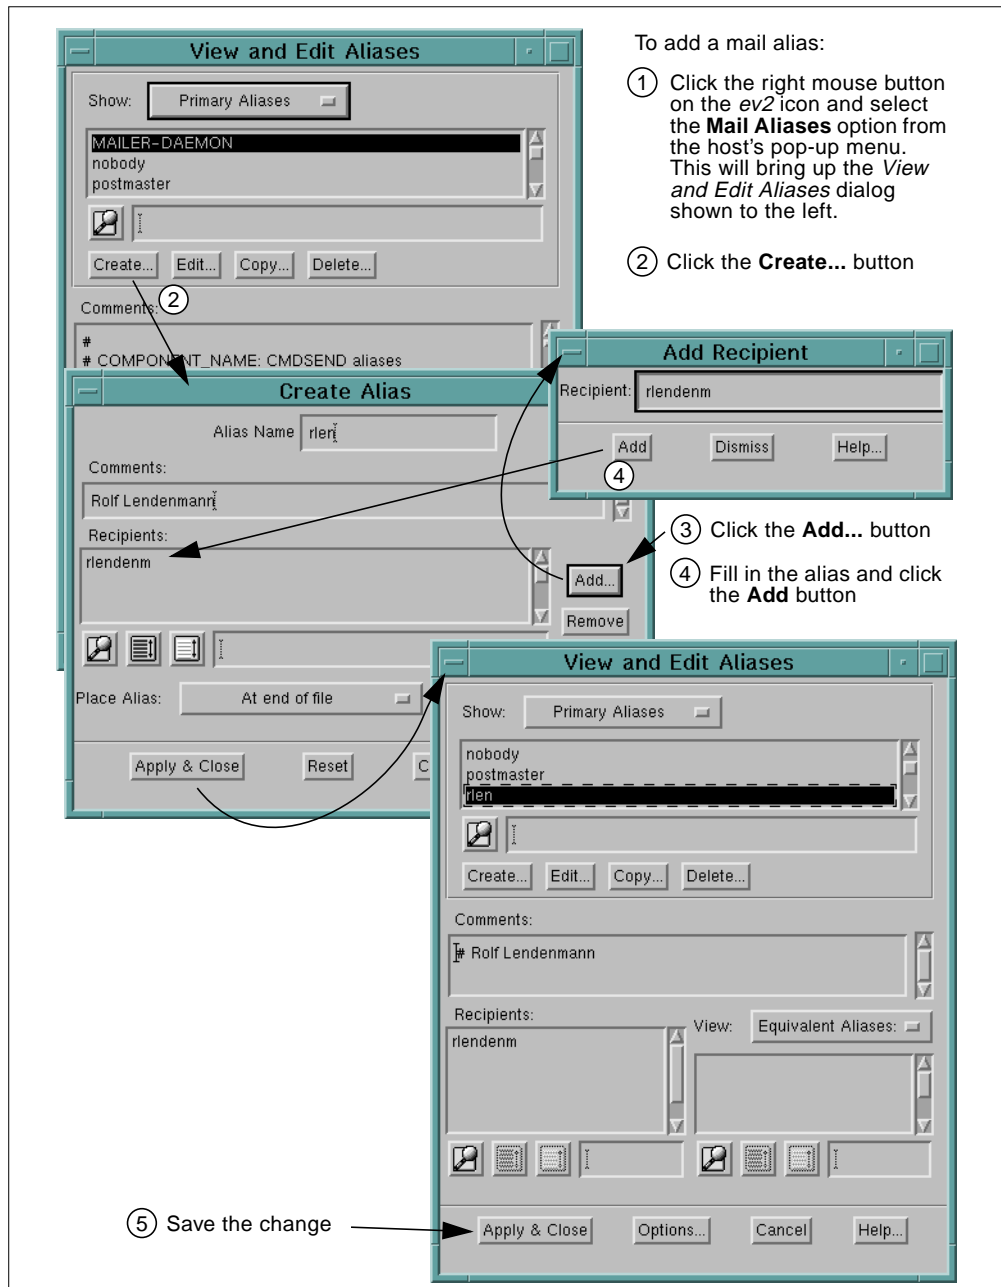 View and Edit Aliases
Show: Primary Aliases
MAILER-DAEMON
nobody
postmaster
Create... Edit... Copy... Delete...
Comments:
2
#
# COMPONENT_NAME: CMDSEND aliases
To add a mail alias:
1 Click the right mouse button
on the ev2 icon and select
the Mail Aliases option from
the host's pop-up menu.
This will bring up the View
and Edit Aliases dialog
shown to the left.
2 Click the Create... button
Add Recipient
Recipient: rlendenm
Add Dismiss Help...
4
Create Alias
Alias Name rlen
Comments:
Rolf Lendenmann
Recipients:
rlendenm
Add...
Remove
Place Alias: At end of file
Apply & Close Reset C
3 Click the Add... button
4 Fill in the alias and click
the Add button
View and Edit Aliases
Show: Primary Aliases
nobody
postmaster
rlen
Create... Edit... Copy... Delete...
Comments:
# Rolf Lendenmann
Recipients:
View: Equivalent Aliases:
rlendenm
5 Save the change
Apply & Close Options... Cancel Help...